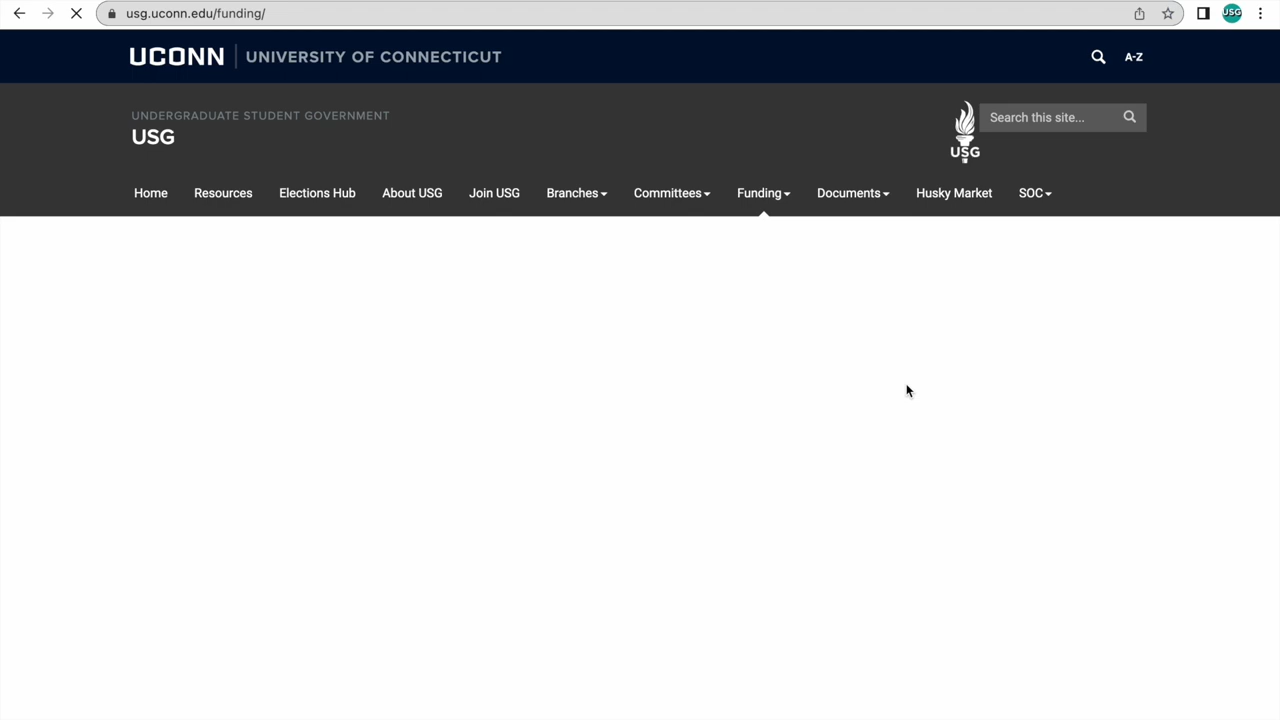 usg.uconn.edu/funding/
USG
UCONN UNIVERSITY OF CONNECTICUT
A-Z
UNDERGRADUATE STUDENT GOVERNMENT
USG
USG
Search this site...
Home Resources Elections Hub About USG Join USG Branches Committees Funding Documents Husky Market SOC